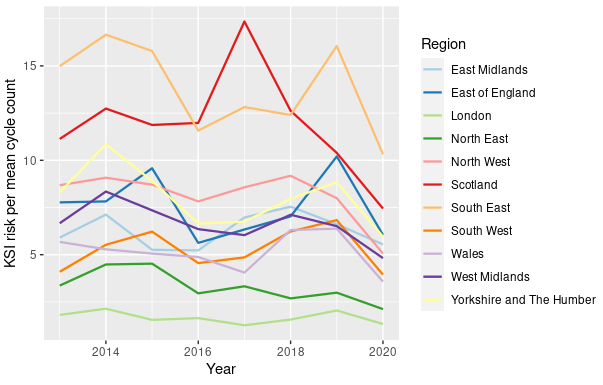 KSI risk per mean cycle count
15
10
5
2014
2016
2018
2020
Year
Region
East Midlands
East of England
London
North East
North West
Scotland
South East
South West
Wales
West Midlands
Yorkshire and The Humber